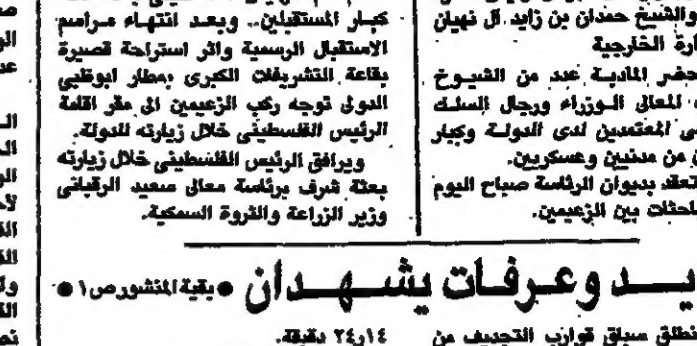 والشيخ حمدان بن زايد آل نهيان
ارة الخارجية
حضر المأدبة عدد من الشيوخ
المعالي الوزراء ورجال السلك
المعتمدين لدى الدولة وكبار
من مدنيين وعسكريين.
تعقد بديوان الرئاسة صباح اليوم
احثات بين الزعيمين.
كبار المستقبلين.. وبعد انتهاء مراسم
الاستقبال الرسمية واثر استراحة قصيرة
بقاعة التشريفات الكبرى بمطار ابوظبي
الدولي توجه ركب الزعيمين الى مقر اقامة
الرئيس الفلسطيني خلال زيارته للدولة.
ويرافق الرئيس الفلسطيني خلال زيارته
بعثة شرف برئاسة معالي سعيد الرقباني
وزير الزراعة والثروة السمكية.
يد وعرفات يشهدان ● بقية المنشور ص١ ●
نطلق سباق قوارب التجديف من
١٤ر٢٤ دقيقة.